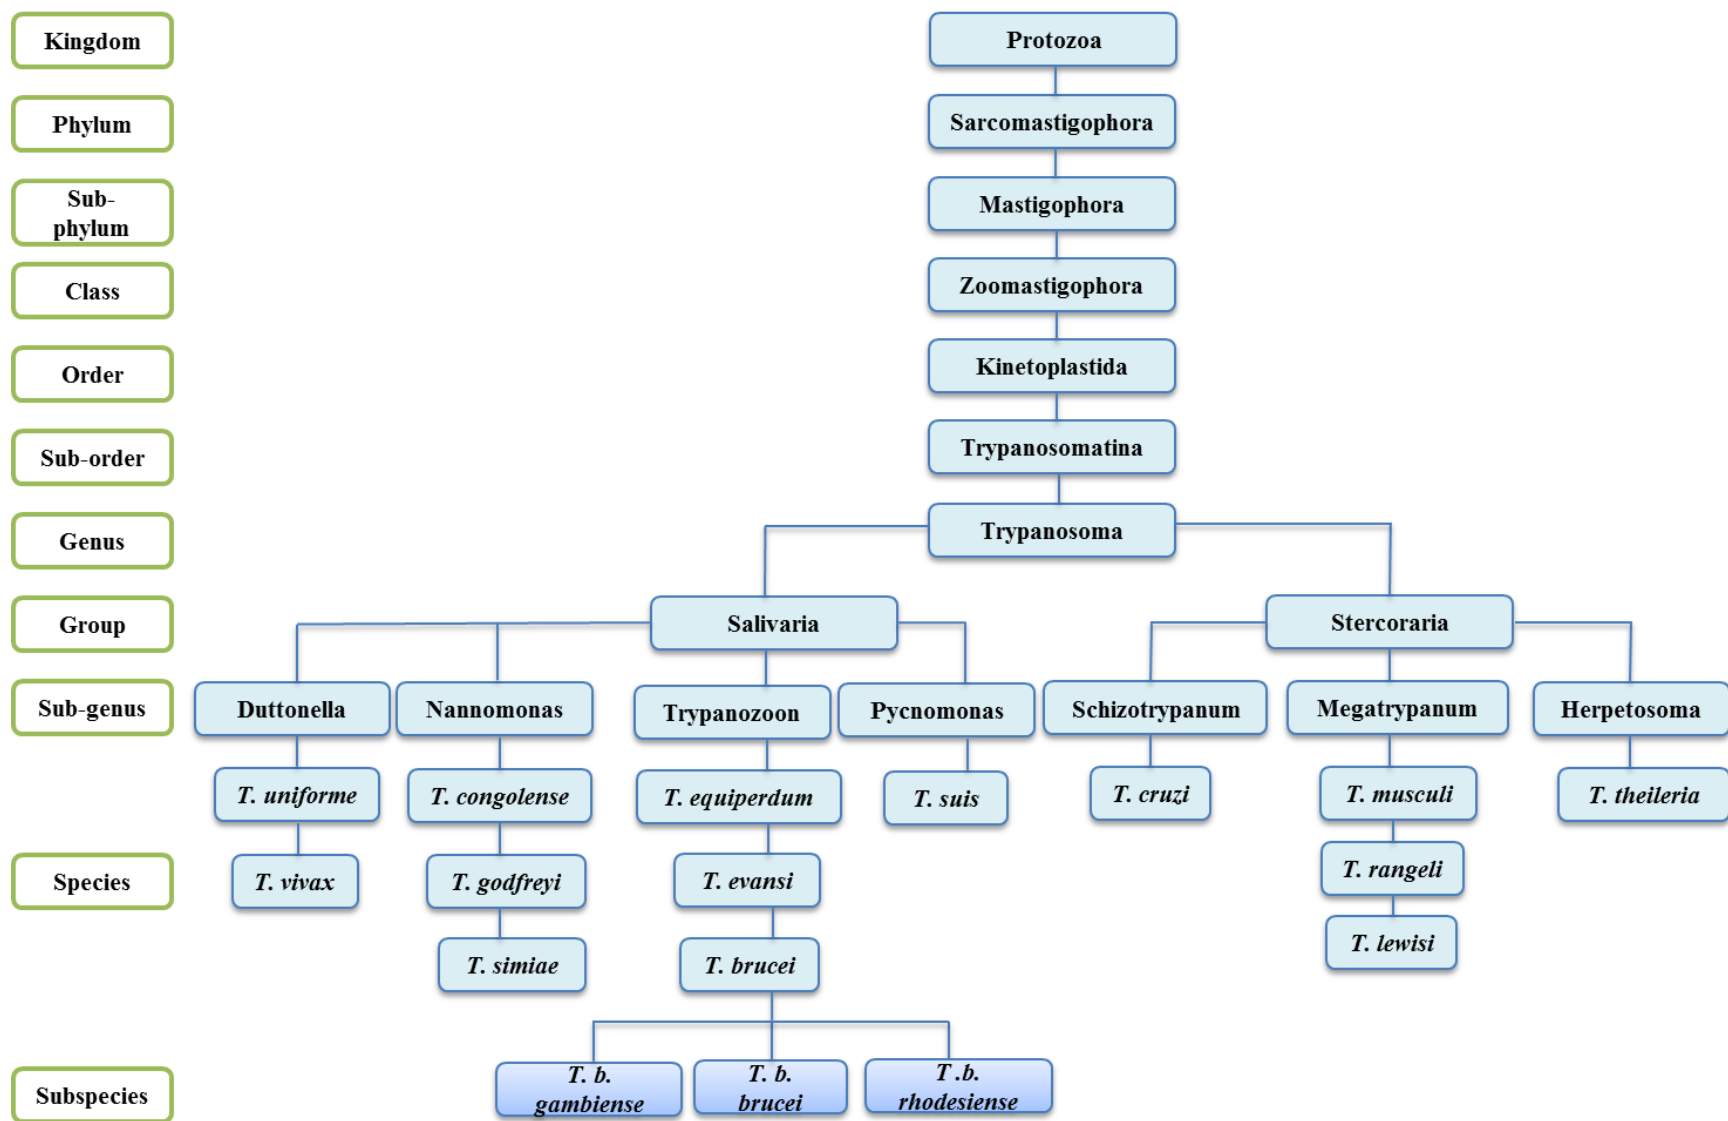 Kingdom
Protozoa
Phylum
Sarcomastigophora
Sub-
phylum
Mastigophora
Class
Zoomastigophora
Order
Kinetoplastida
Sub-order
Trypanosomatina
Genus
Trypanosoma
Group
Salivaria
Stercoraria
Sub-genus
Duttonella
Nannomonas
Trypanozoon
Pycnomonas
Schizotrypanum
Megatrypanum
Herpetosoma
T. uniforme
T. congolense
T. equiperdum
T. suis
T. cruzi
T. musculi
T. theileria
Species
T. vivax
T. godfreyi
T. evansi
T. rangeli
T. simiae
T. brucei
T. lewisi
Subspecies
T. b.
gambiense
T. b.
brucei
T .b.
rhodesiense